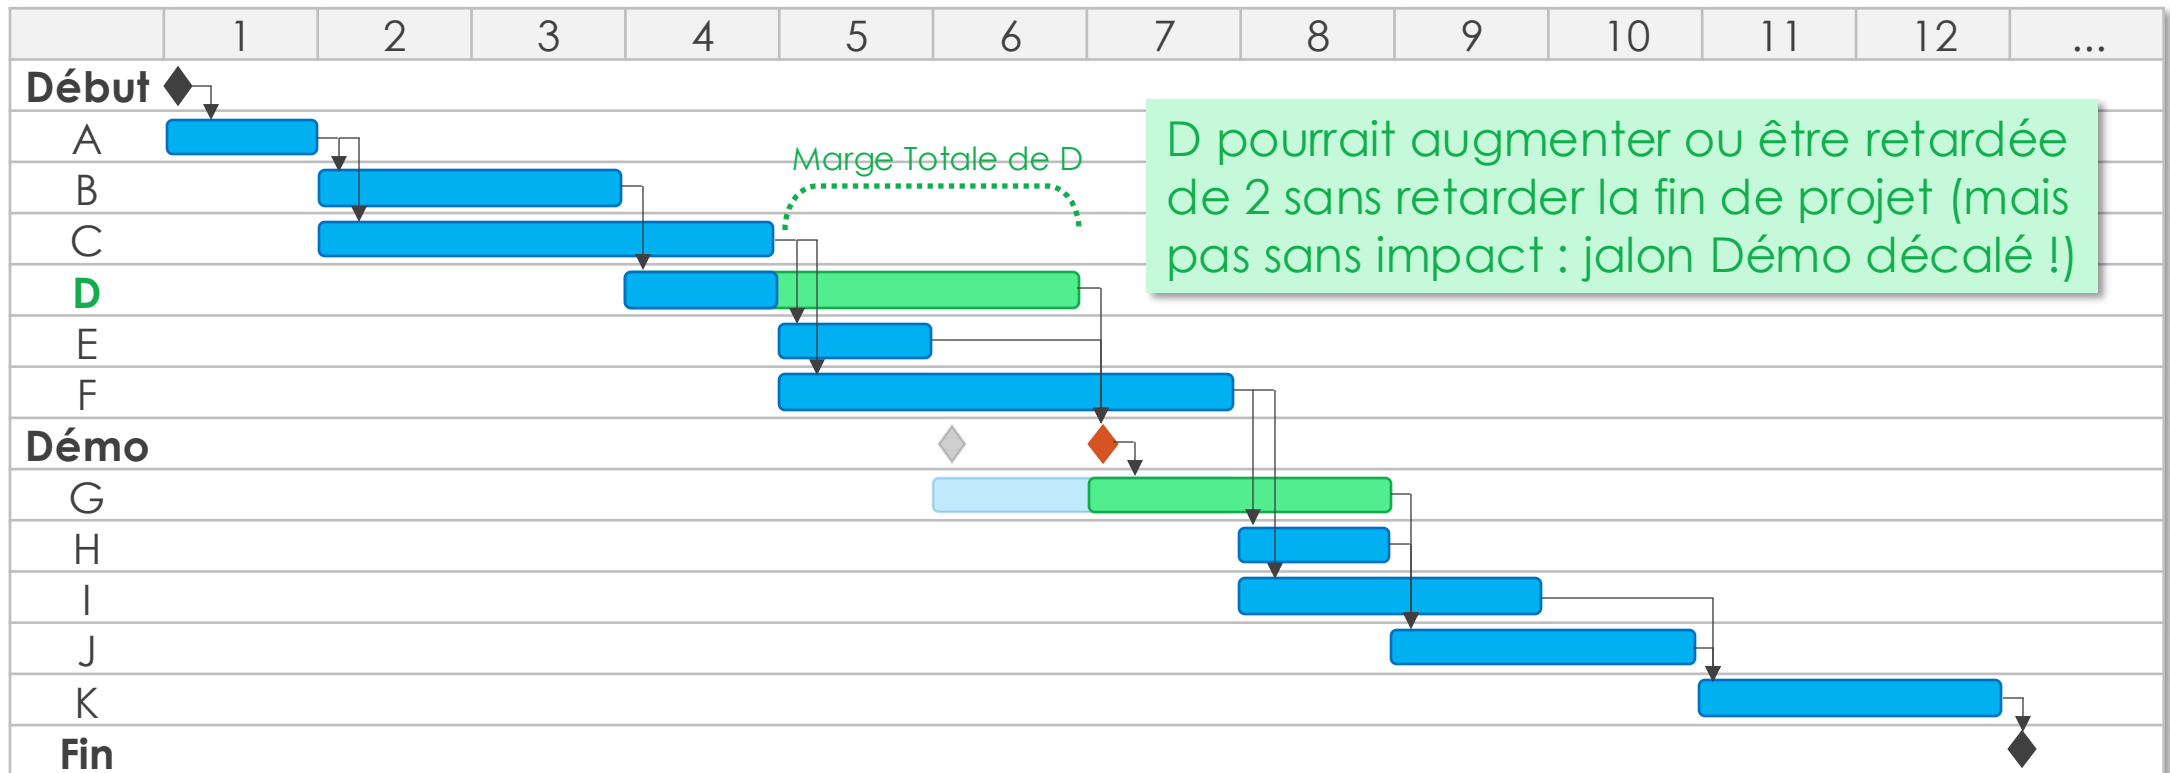 1 2 3 4 5 6 7 8 9 10 11 12 ...
Début
A
B
C
D
E
F
Démo
G
H
I
J
K
Fin
Marge Totale de D
D pourrait augmenter ou être retardée
de 2 sans retarder la fin de projet (mais
pas sans impact : jalon Démo décalé !)